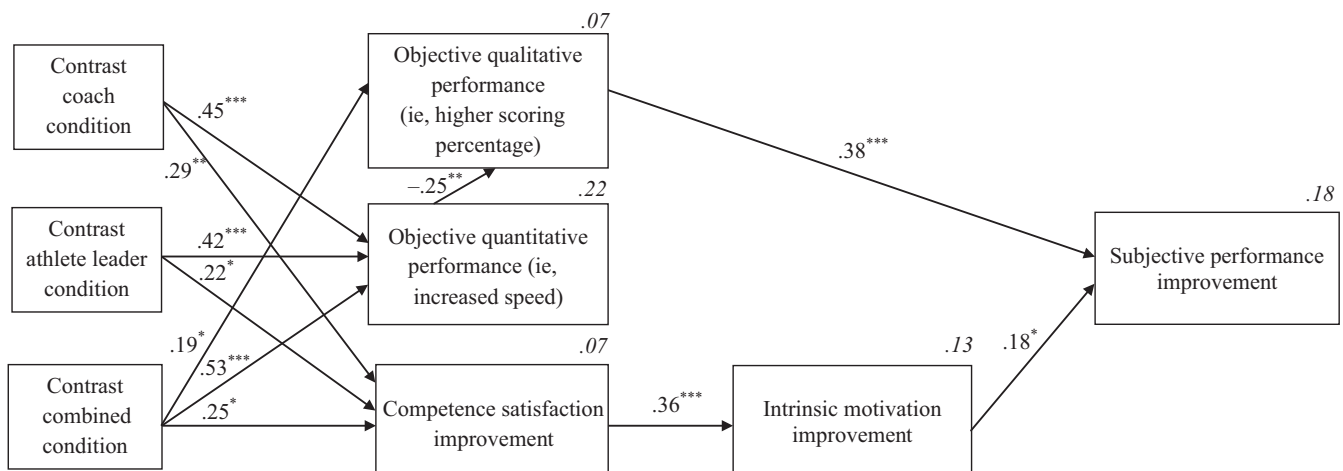 .07
Contrast
coach
condition
Objective qualitative
performance
(ie, higher scoring
percentage)
.45***
.29**
.38***
–.25**
.22
.18
Contrast
athlete leader
condition
.42***
.22*
Objective quantitative
performance (ie,
increased speed)
Subjective performance
improvement
.19*
.53***
.25*
.07
.13
.18*
Contrast
combined
condition
Competence satisfaction
improvement
.36***
Intrinsic motivation
improvement